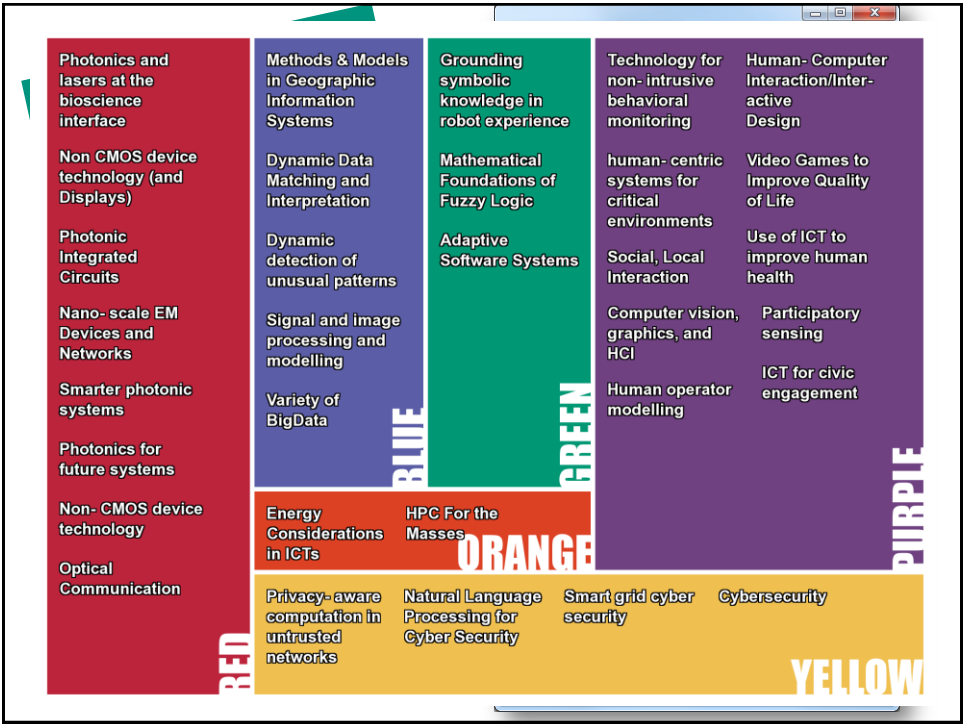 Photonics and
lasers at the
bioscience
interface
Non CMOS device
technology (and
Displays)
Photonic
Integrated
Circuits
Nano- scale EM
Devices and
Networks
Smarter photonic
systems
Photonics for
future systems
Non- CMOS device
technology
Optical
Communication
RED
Methods & Models
in Geographic
Information
Systems
Dynamic Data
Matching and
Interpretation
Dynamic
detection of
unusual patterns
Signal and image
processing and
modelling
Variety of
BigData
BLUE
Grounding
symbolic
knowledge in
robot experience
Mathematical
Foundations of
Fuzzy Logic
Adaptive
Software Systems
GREEN
Technology for
non- intrusive
behavioral
monitoring
human- centric
systems for
critical
environments
Social, Local
Interaction
Computer vision,
graphics, and
HCI
Human operator
modelling
Human- Computer
Interaction/Inter-
active
Design
Video Games to
Improve Quality
of Life
Use of ICT to
improve human
health
Participatory
sensing
ICT for civic
engagement
PURPLE
Energy
Considerations
in ICTs
HPC For the
Masses
ORANGE
Privacy- aware
computation in
untrusted
networks
Natural Language
Processing for
Cyber Security
Smart grid cyber
security
Cybersecurity
YELLOW